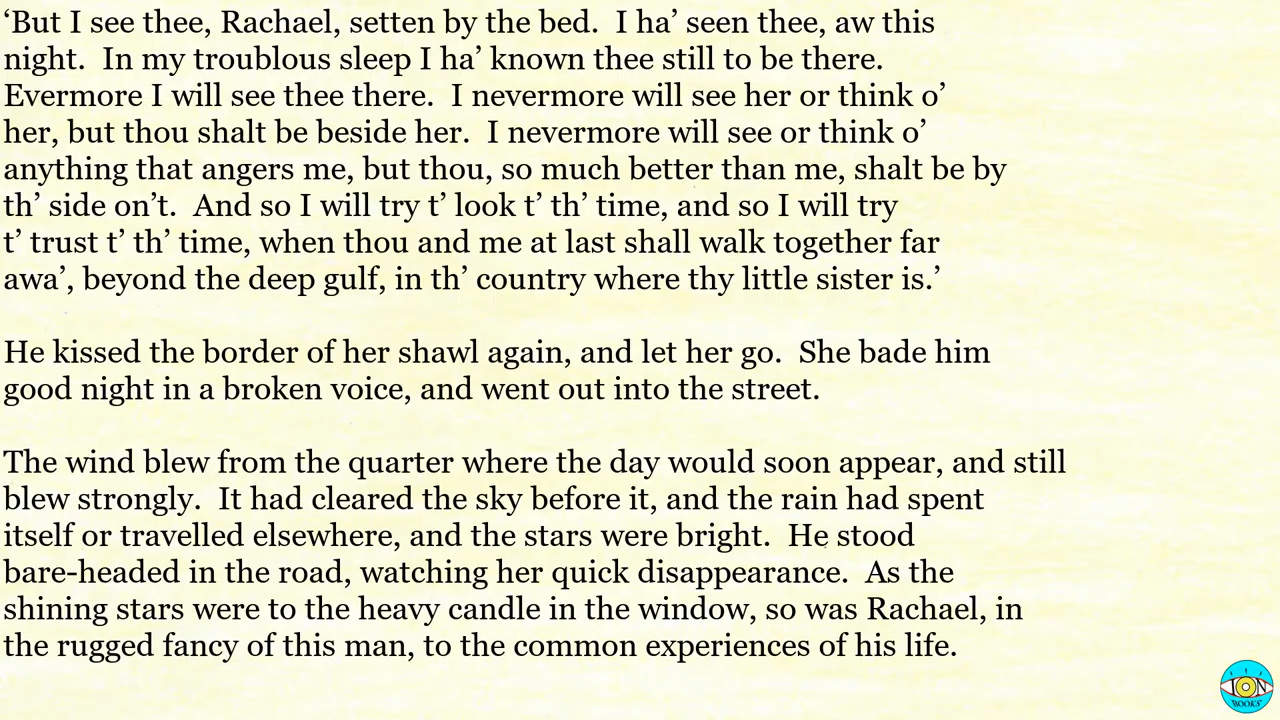 ‘But I see thee, Rachael, setten by the bed.  I ha’ seen thee, aw this
night.  In my troublous sleep I ha’ known thee still to be there.
Evermore I will see thee there.  I nevermore will see her or think o’
her, but thou shalt be beside her.  I nevermore will see or think o’
anything that angers me, but thou, so much better than me, shalt be by
th’ side on’t.  And so I will try t’ look t’ th’ time, and so I will try
t’ trust t’ th’ time, when thou and me at last shall walk together far
awa’, beyond the deep gulf, in th’ country where thy little sister is.’

He kissed the border of her shawl again, and let her go.  She bade him
good night in a broken voice, and went out into the street.

The wind blew from the quarter where the day would soon appear, and still
blew strongly.  It had cleared the sky before it, and the rain had spent
itself or travelled elsewhere, and the stars were bright.  He stood
bare-headed in the road, watching her quick disappearance.  As the
shining stars were to the heavy candle in the window, so was Rachael, in
the rugged fancy of this man, to the common experiences of his life.
ION
BOOKS